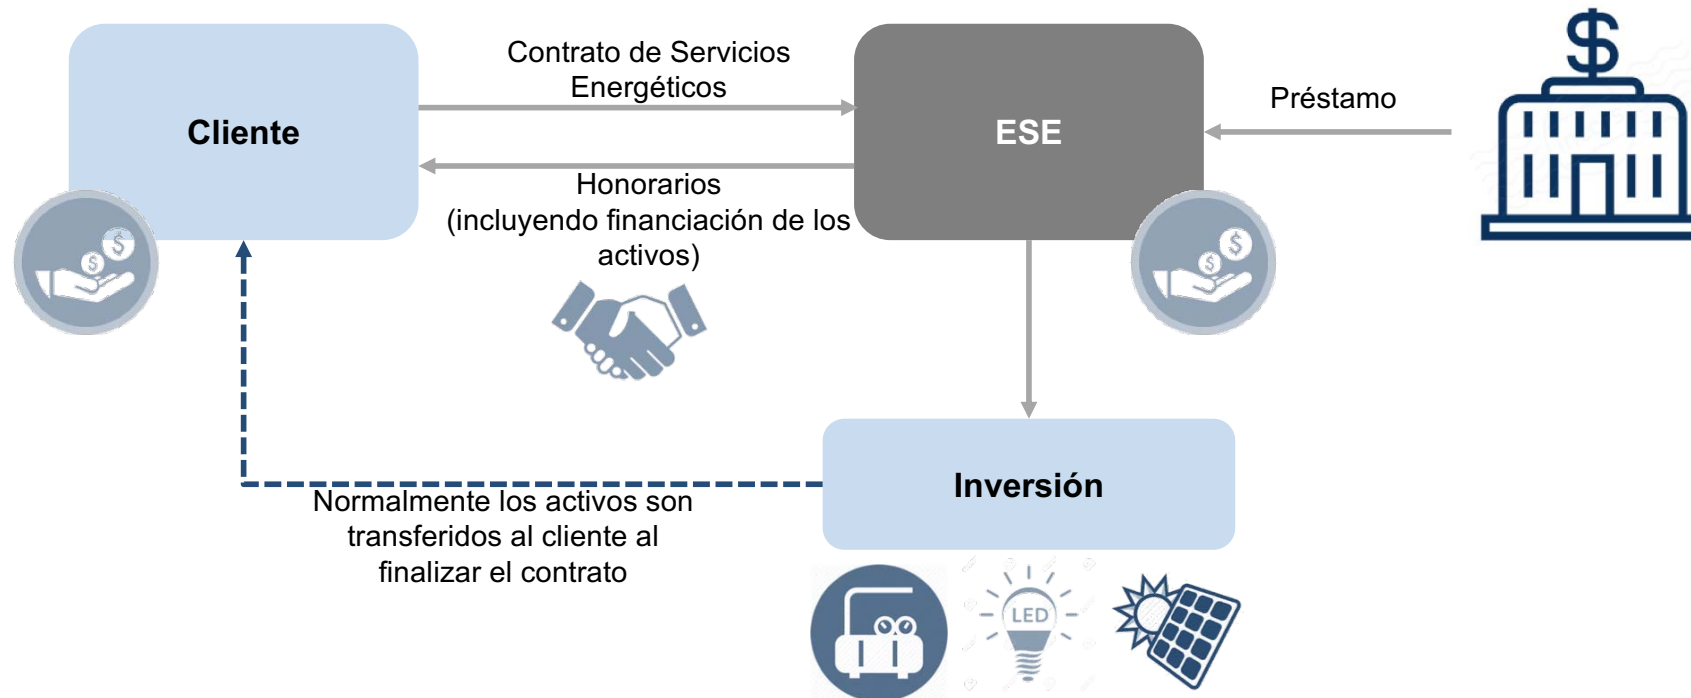 Contrato de Servicios
Energéticos
Cliente
ESE
Préstamo
$
Honorarios
(incluyendo financiación de los
activos)
$ $
$ $
Inversión
Normalmente los activos son
transferidos al cliente al
finalizar el contrato
LED